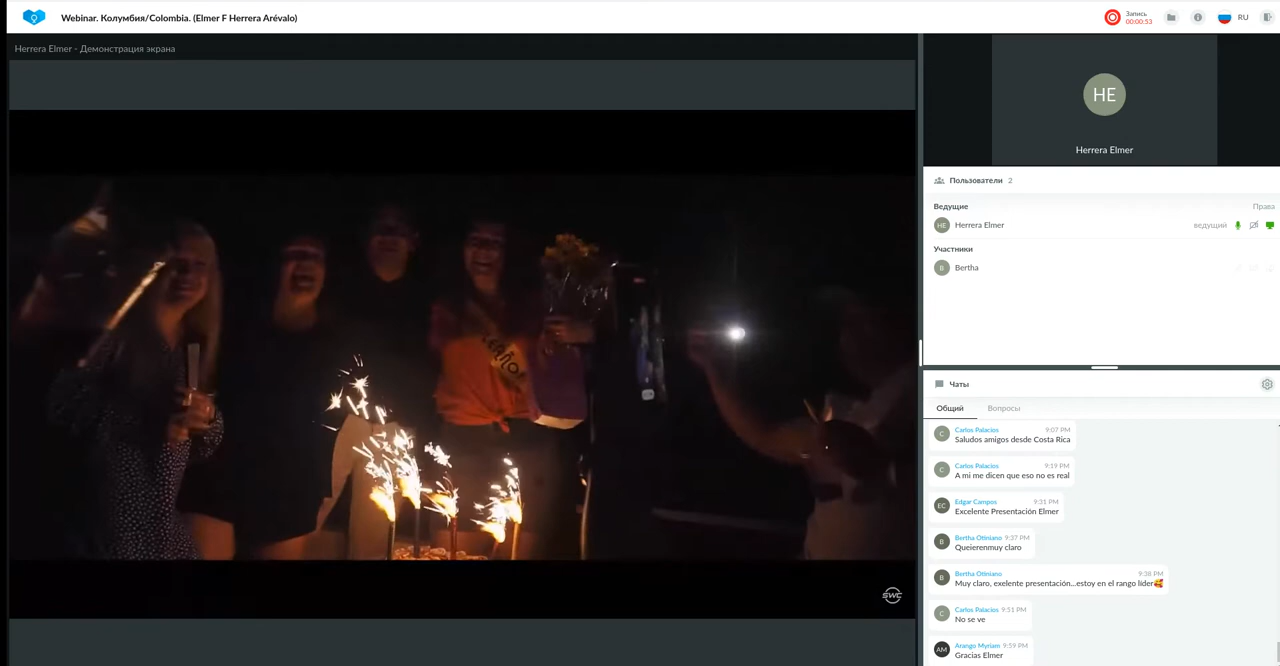 Webinar. Колумбия/Colombia. (Elmer F Herrera Arévalo)
Запись
00:00:53
RU
Herrera Elmer - Демонстрация экрана
SWC
HE
Herrera Elmer
Пользователи 2
Ведущие Права
HE Herrera Elmer ведущий
Участники
B Bertha
Чаты
Общий Вопросы
C Carlos Palacios 9:07 PM
Saludos amigos desde Costa Rica
C Carlos Palacios 9:19 PM
A mi me dicen que eso no es real
EC Edgar Campos 9:31 PM
Excelente Presentación Elmer
B Bertha Otiniano 9:37 PM
Queierenmuy claro
B Bertha Otiniano 9:38 PM
Muy claro, exelente presentación...estoy en el rango líder🥰
C Carlos Palacios 9:51 PM
No se ve
AM Arango Myriam 9:59 PM
Gracias Elmer